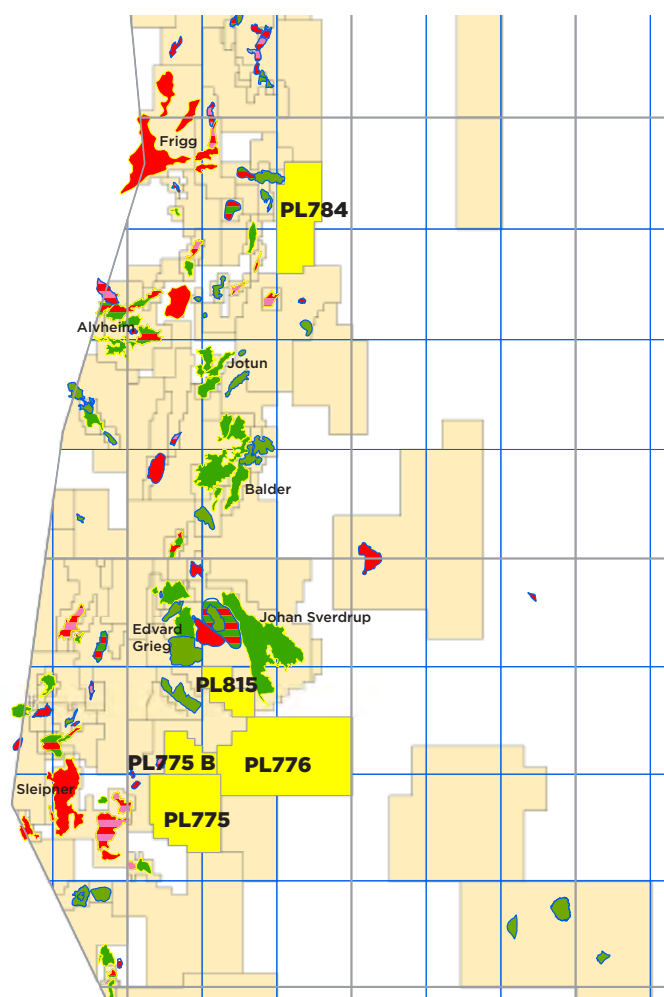 Frigg
PL784
Alvheim
Jotun
Balder
Johan Sverdrup
Edvard
Grieg
PL815
PL775 B
PL776
Sleipner
PL775